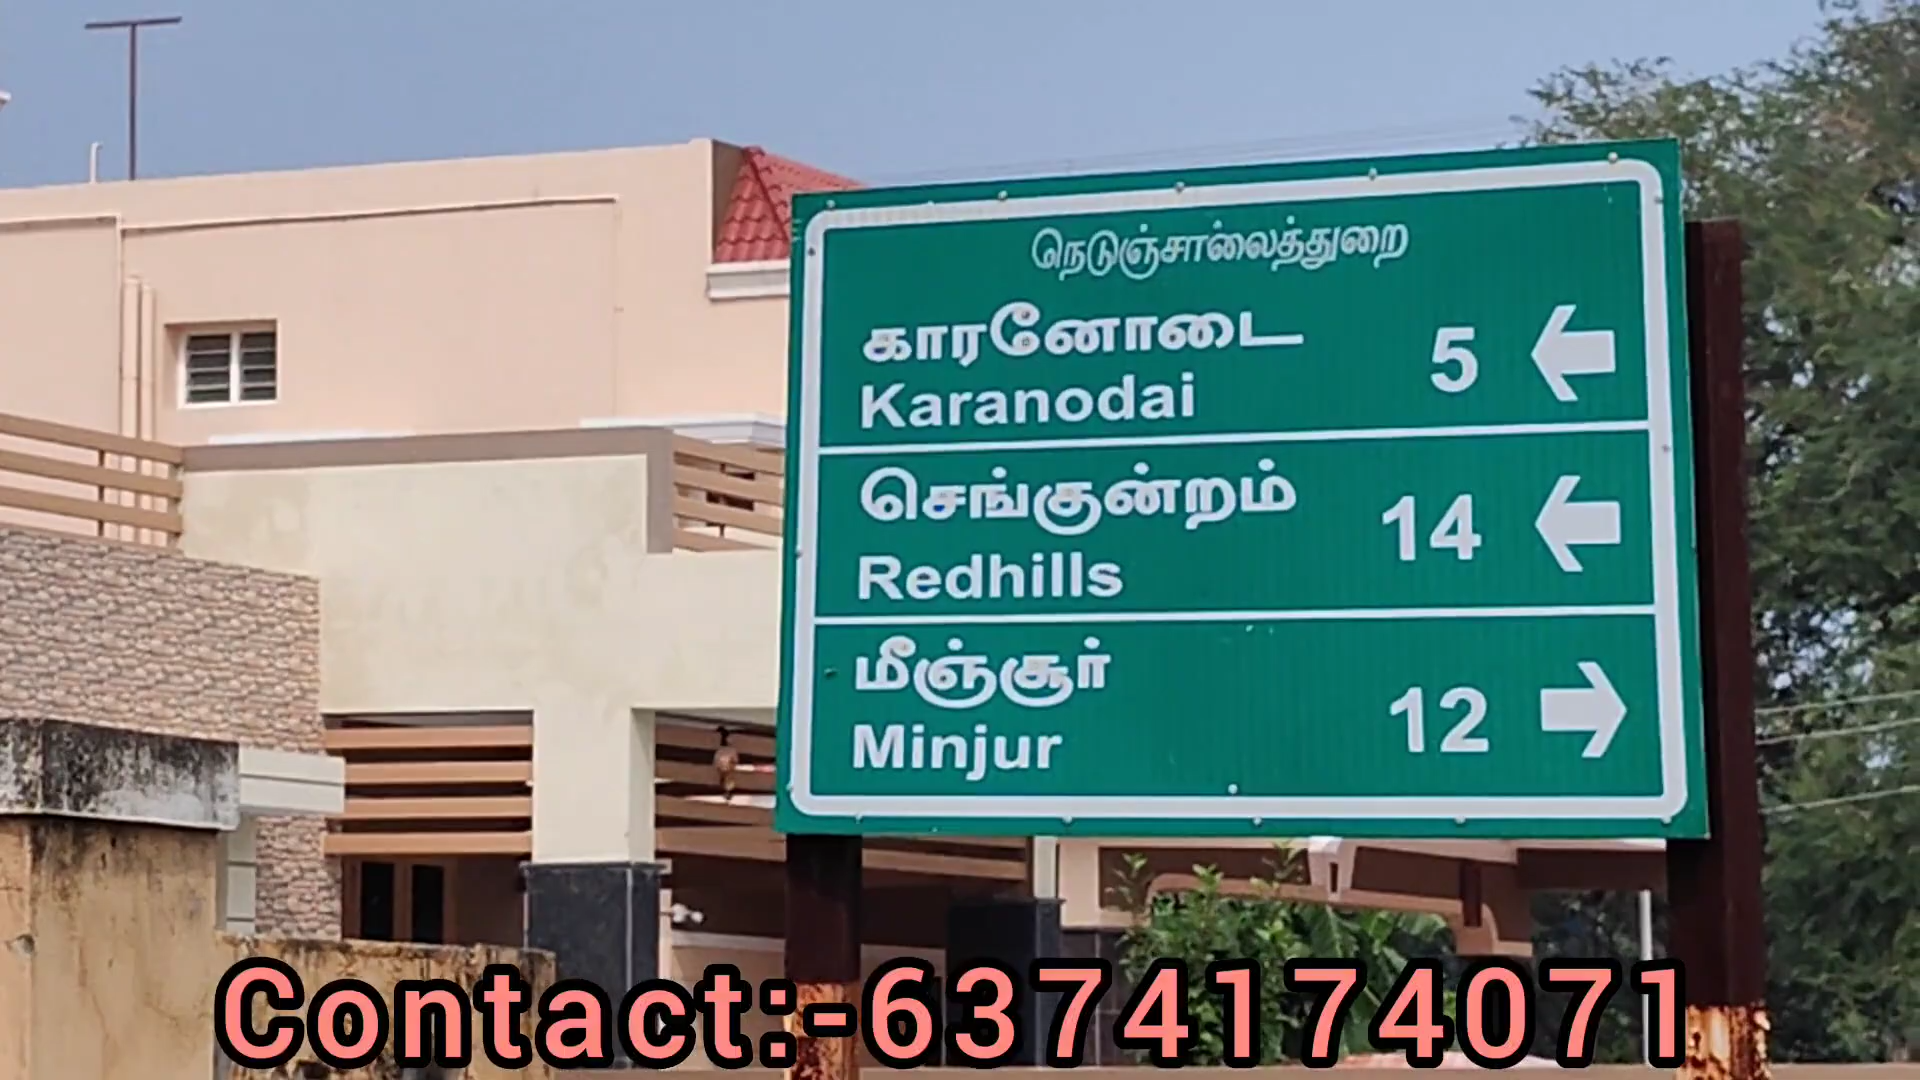 நெடுஞ்சாலைத்துறை
காரனோடை
Karanodai 5
செங்குன்றம்
Redhills 14
மீஞ்சூர்
Minjur 12
Contact:-6374174071